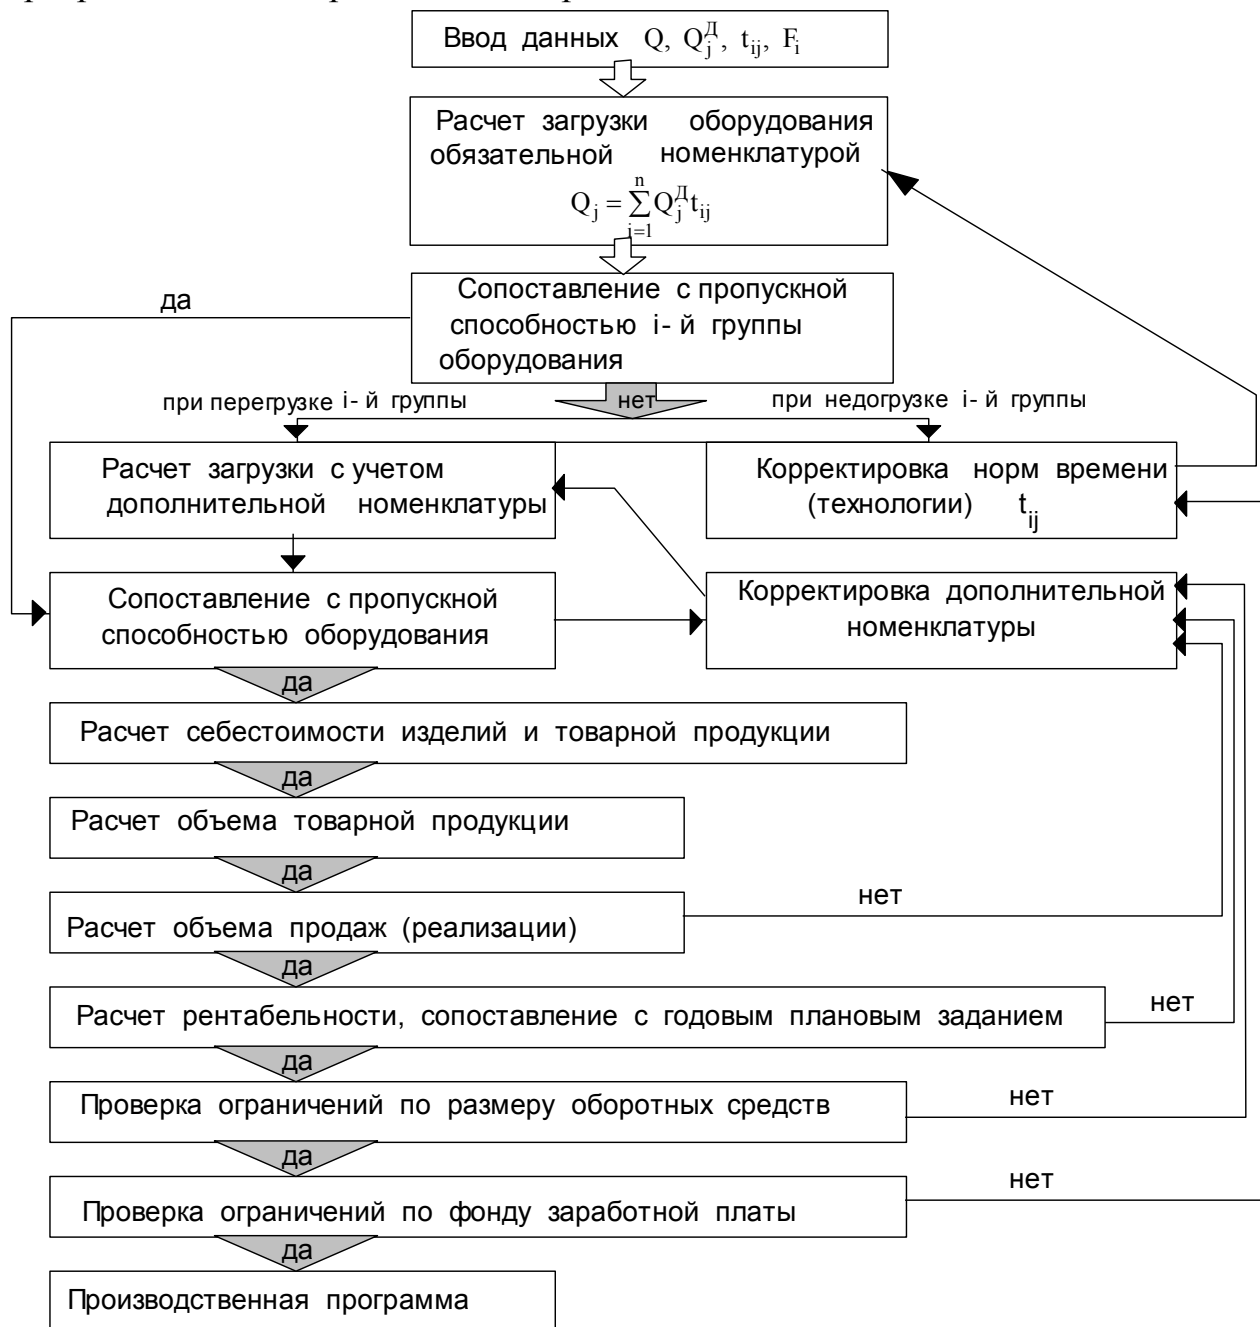 Ввод данных Q, Q_j^Д, t_ij, F_i
Расчет загрузки оборудования
обязательной номенклатурой
Q_j = ∑_{i=1}^{n} Q_j^Д t_ij
да
Сопоставление с пропускной
способностью i- й группы
оборудования
при перегрузке i- й группы
нет
при недогрузке i- й группы
Расчет загрузки с учетом
дополнительной номенклатуры
Корректировка норм времени
(технологии) t_ij
Сопоставление с пропускной
способностью оборудования
Корректировка дополнительной
номенклатуры
да
Расчет себестоимости изделий и товарной продукции
да
Расчет объема товарной продукции
да
нет
Расчет объема продаж (реализации)
да
Расчет рентабельности, сопоставление с годовым плановым заданием
нет
да
Проверка ограничений по размеру оборотных средств
нет
да
Проверка ограничений по фонду заработной платы
нет
да
Производственная программа